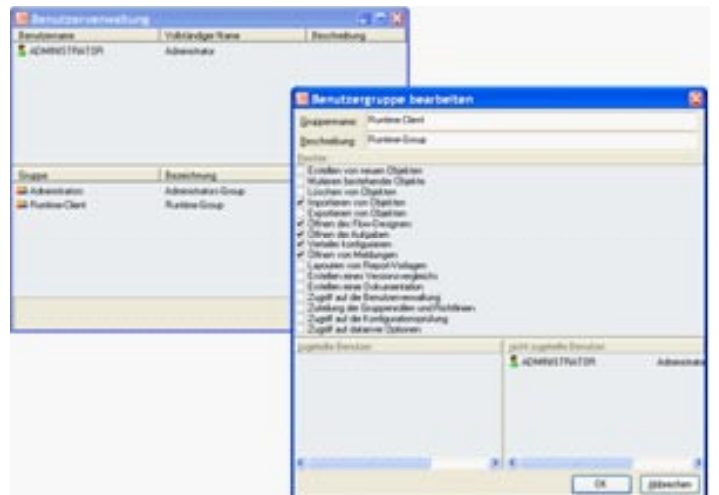 Benutzerverwaltung
Benutzername Vollständiger Name Beschreibung
ADMINISTRATOR Administrator
Gruppe Bezeichnung
Administratoren Administrators-Group
Runtime-Client Runtime-Group
Benutzergruppe bearbeiten
Gruppenname: Runtime-Client
Beschreibung: Runtime-Group
Rechte
Erstellen von neuen Objekten
Mutieren bestehender Objekte
Löschen von Objekten
Importieren von Objekten
Exportieren von Objekten
Öffnen des Flow-Designers
Öffnen der Aufgaben
Verteiler konfigurieren
Öffnen von Meldungen
Layouten von Report-Vorlagen
Erstellen eines Versionsvergleichs
Erstellen einer Dokumentation
Zugriff auf die Benutzerverwaltung
Zuteilung der Gruppenrollen und Richtlinien
Zugriff auf die Konfigurationsprüfung
Zugriff auf Optionen
zugeteilte Benutzer
nicht zugeteilte Benutzer
ADMINISTRATOR Administrator
OK Abbrechen